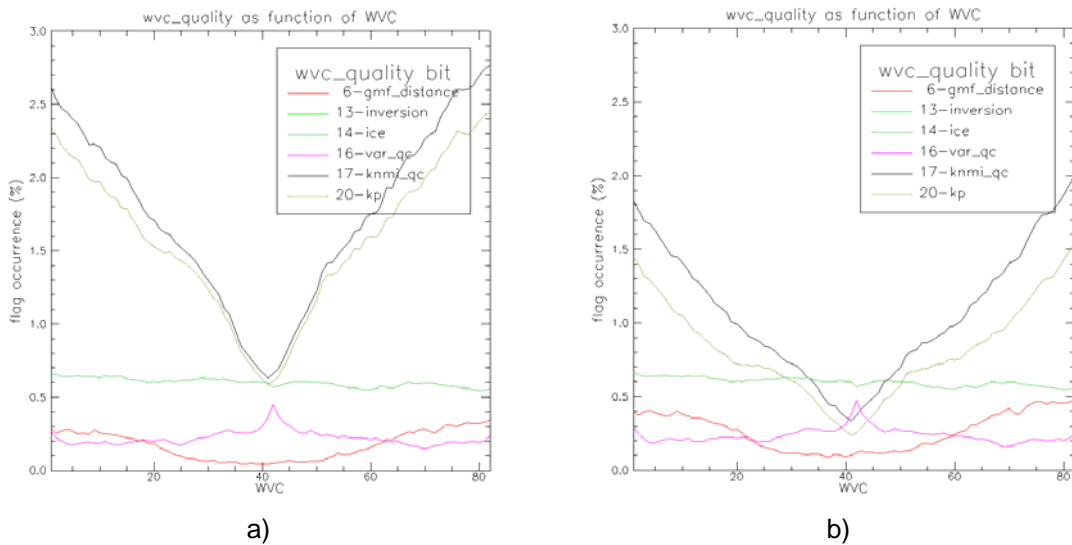 wvc_quality as function of WVC
3.0
2.5
2.0
1.5
1.0
0.5
0.0
flag occurrence (%)
wvc_quality bit
6-gmf_distance
13-inversion
14-ice
16-var_qc
17-knmi_qc
20-kp
20
40
60
80
WVC
a)
wvc_quality as function of WVC
3.0
2.5
2.0
1.5
1.0
0.5
0.0
flag occurrence (%)
wvc_quality bit
6-gmf_distance
13-inversion
14-ice
16-var_qc
17-knmi_qc
20-kp
20
40
60
80
WVC
b)